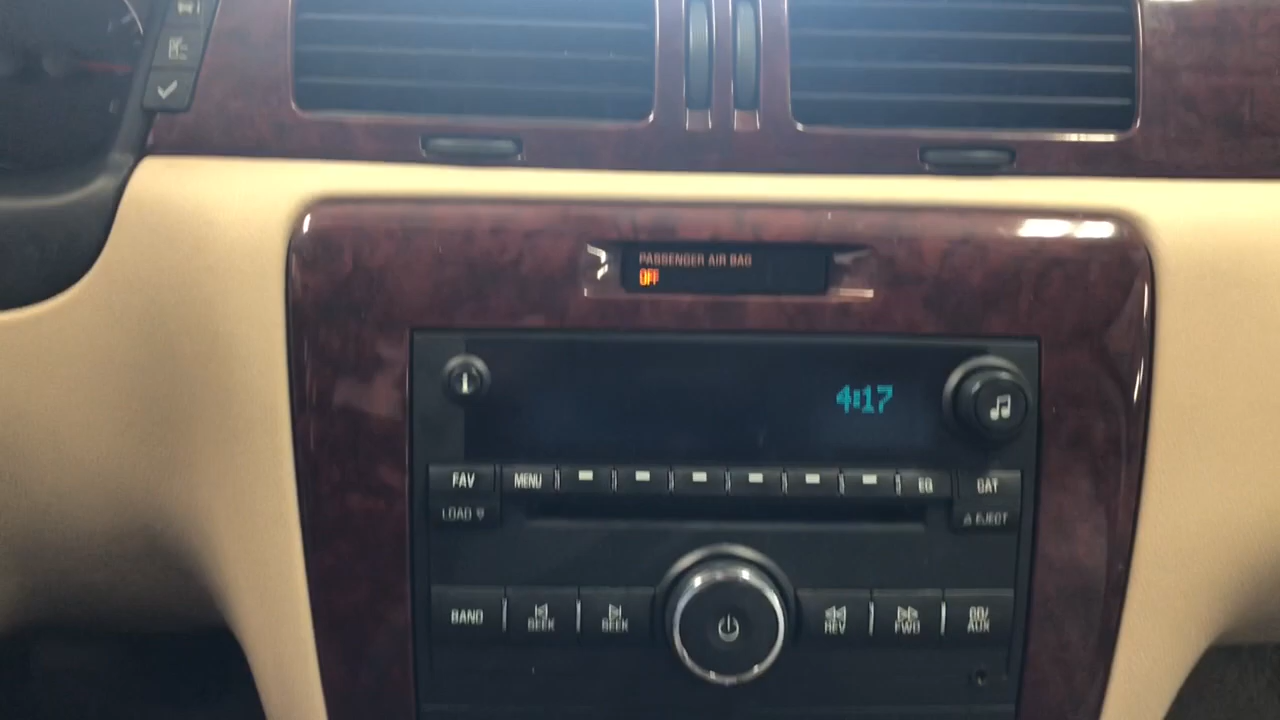 PASSENGER AIR BAG
OFF
4:17
FAV
MENU
EQ
CAT
LOAD
EJECT
BAND
SEEK
SEEK
REV
FWD
CD/
AUX